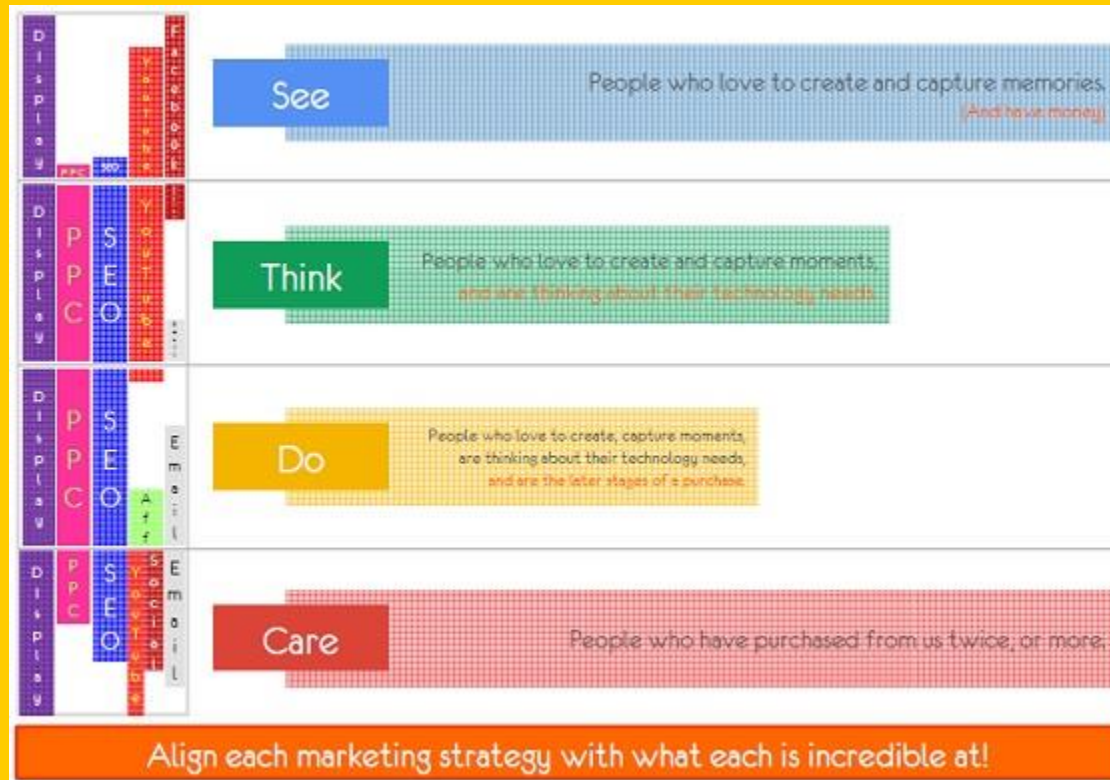 Display
PPC
SEO
YouTube
Facebook
See
People who love to create and capture memories.
(And have money)
Display
PPC
SEO
YouTube
Think
People who love to create and capture moments,
and are thinking about their technology needs.
Display
PPC
SEO
Aff
Email
Do
People who love to create, capture moments,
are thinking about their technology needs,
and are the later stages of a purchase.
Display
PPC
SEO
YouTube
Social
Email
Care
People who have purchased from us twice, or more.
Align each marketing strategy with what each is incredible at!